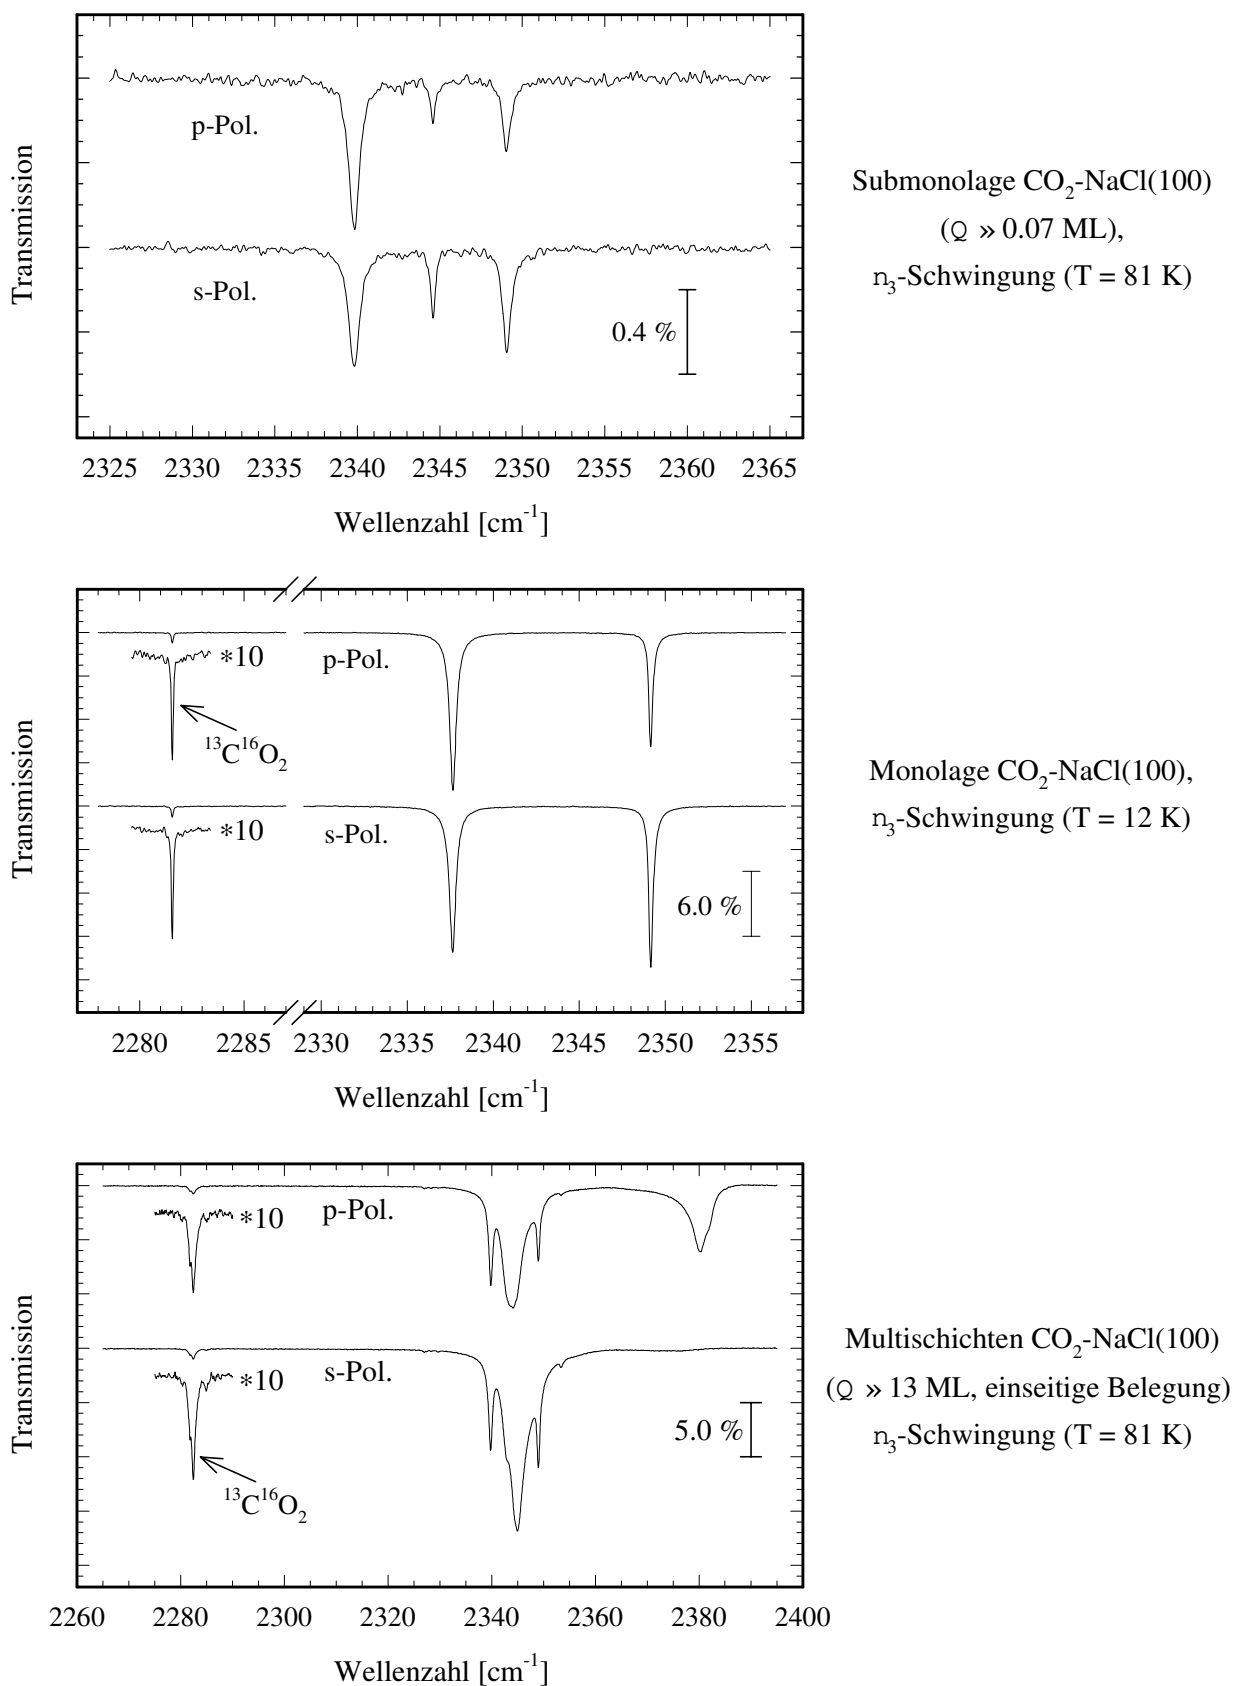 Transmission
p-Pol.
s-Pol.
0.4 %
2325 2330 2335 2340 2345 2350 2355 2360 2365
Wellenzahl [cm⁻¹]
Submonolage CO₂-NaCl(100)
(Q » 0.07 ML),
n₃-Schwingung (T = 81 K)
Transmission
*10
p-Pol.
¹³C¹⁶O₂
*10
s-Pol.
6.0 %
2280 2285 2330 2335 2340 2345 2350 2355
Wellenzahl [cm⁻¹]
Monolage CO₂-NaCl(100),
n₃-Schwingung (T = 12 K)
Transmission
*10 p-Pol.
*10 s-Pol.
5.0 %
¹³C¹⁶O₂
2260 2280 2300 2320 2340 2360 2380 2400
Wellenzahl [cm⁻¹]
Multischichten CO₂-NaCl(100)
(Q » 13 ML, einseitige Belegung)
n₃-Schwingung (T = 81 K)